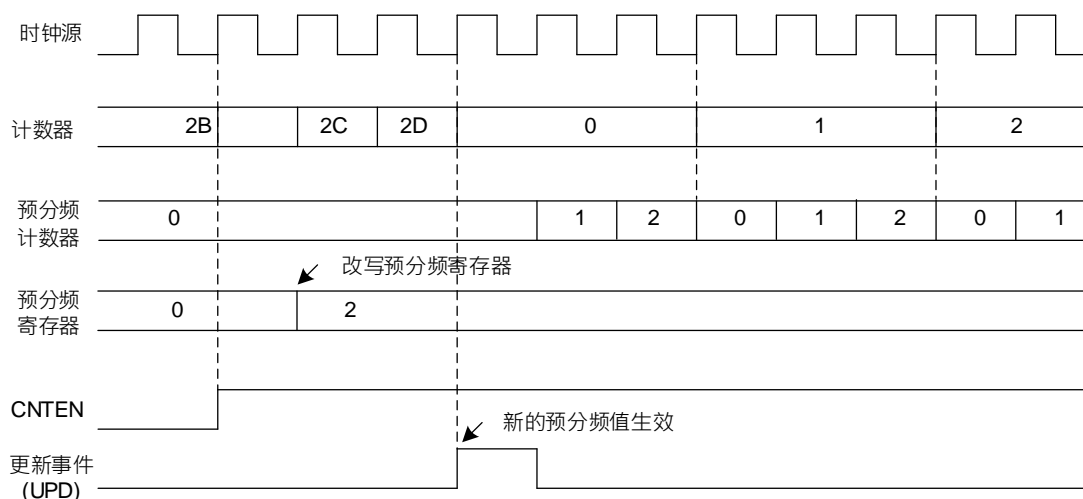 时钟源
计数器 2B 2C 2D 0 1 2
预分频
计数器
0 1 2 0 1 2 0 1
改写预分频寄存器
预分频
寄存器
0 2
CNTEN
新的预分频值生效
更新事件
(UPD)